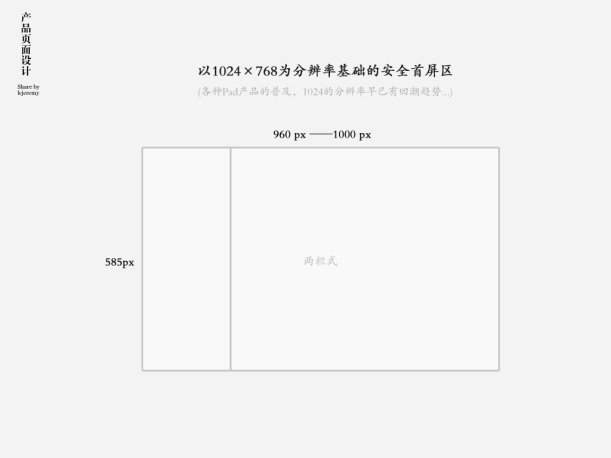 产品页面设计
Share by
lcjeremy
以1024×768为分辨率基础的安全首屏区
(各种Pad产品的普及，1024的分辨率早已有回潮趋势...)
960 px ——1000 px
585px
两栏式